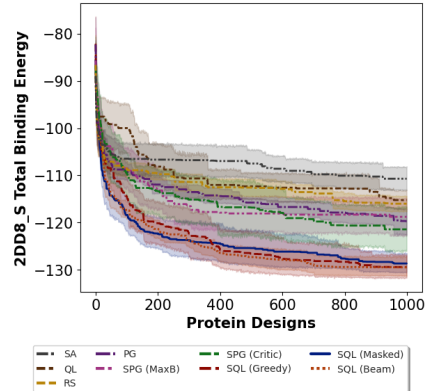 2DD8_S Total Binding Energy
−80
−90
−100
−110
−120
−130
0 200 400 600 800 1000
Protein Designs
SA PG SPG (Critic) SQL (Masked)
QL SPG (MaxB) SQL (Greedy) SQL (Beam)
RS